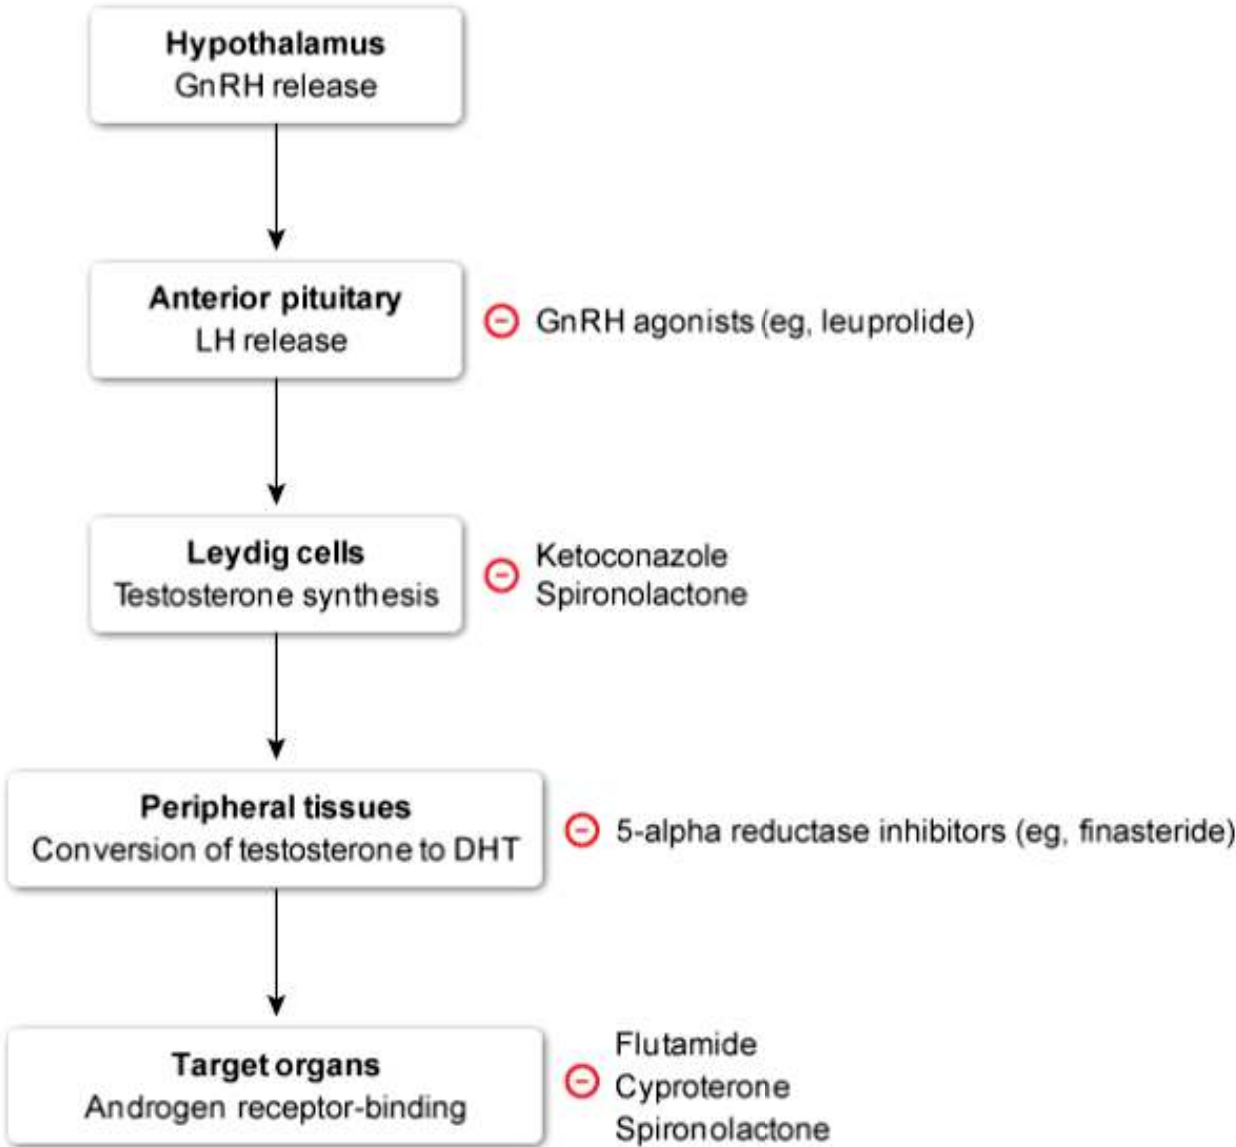 Hypothalamus
GnRH release
Anterior pituitary
LH release
GnRH agonists (eg, leuprolide)
Leydig cells
Testosterone synthesis
Ketoconazole
Spironolactone
Peripheral tissues
Conversion of testosterone to DHT
5-alpha reductase inhibitors (eg, finasteride)
Target organs
Androgen receptor-binding
Flutamide
Cyproterone
Spironolactone